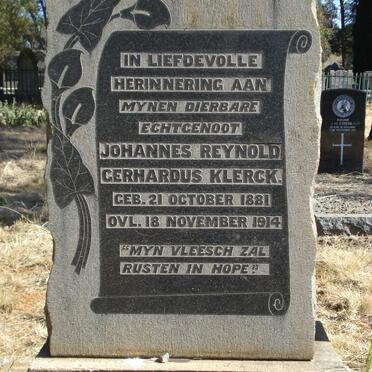 IN LIEFDEVOLLE
HERINNERING AAN
MYNEN DIERBARE
ECHTGENOOT
JOHANNES REYNOLD
GERHARDUS KLERCK.
GEB. 21 OCTOBER 1881
OVL. 18 NOVEMBER 1914
"MYN VLEESCH ZAL
RUSTEN IN HOPE."